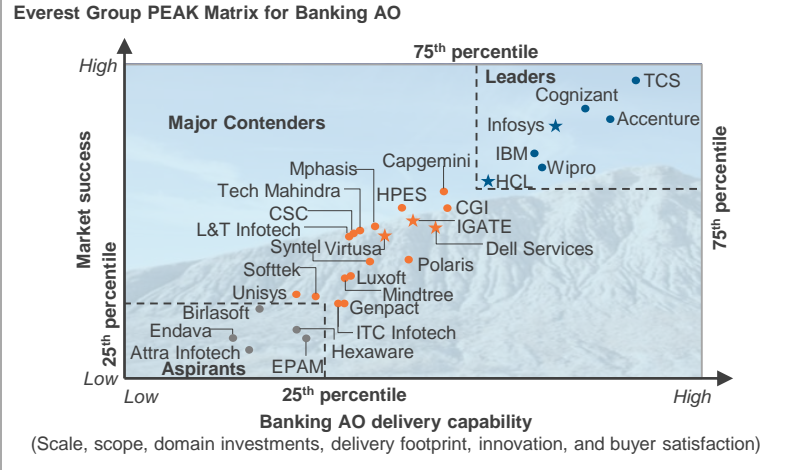 Everest Group PEAK Matrix for Banking AO
75th percentile
High
Leaders
TCS
Cognizant
Major Contenders
Infosys
Accenture
Capgemini
IBM
Mphasis
Wipro
HCL
Tech Mahindra
HPES
CSC
CGI
L&T Infotech
IGATE
Syntel
Virtusa
Dell Services
Softtek
Polaris
Luxoft
Unisys
Mindtree
Birlasoft
Genpact
Endava
ITC Infotech
Attra Infotech
Hexaware
Aspirants
EPAM
Market success
25th percentile
75th percentile
Low
Low
25th percentile
High
Banking AO delivery capability
(Scale, scope, domain investments, delivery footprint, innovation, and buyer satisfaction)